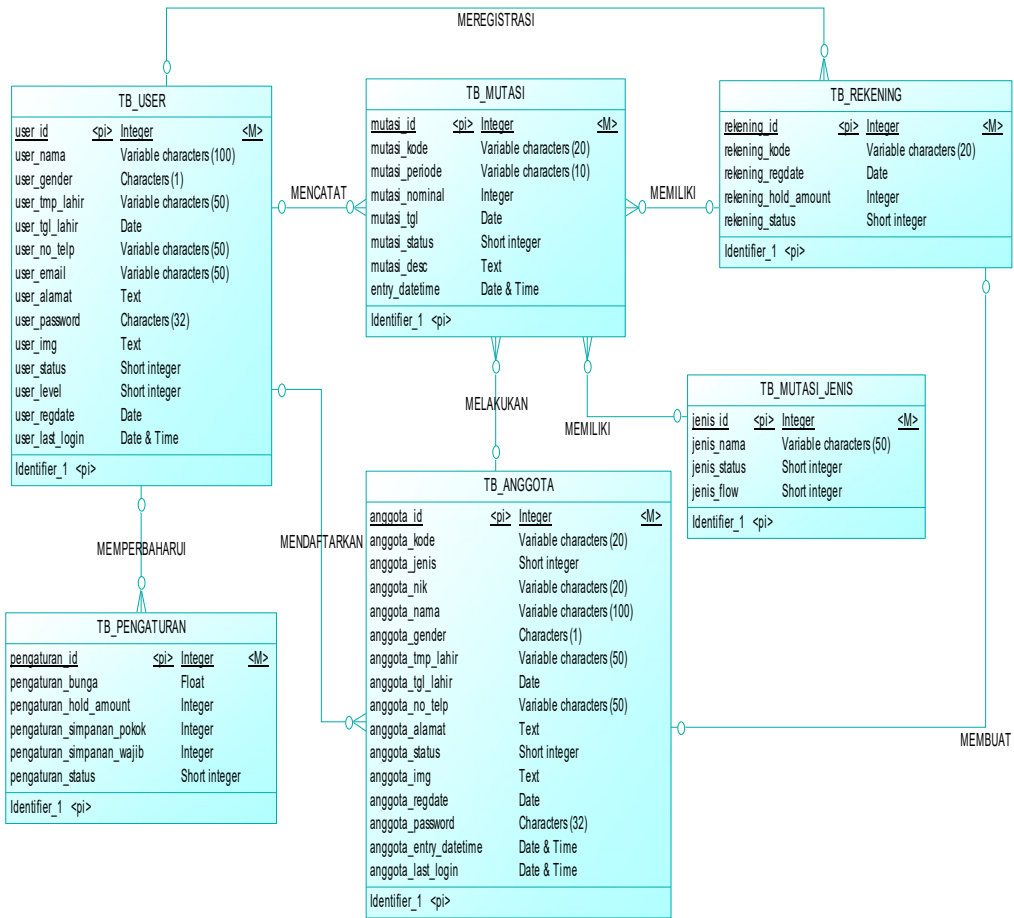 MEREGISTRASI
TB_USER
user_id <pi> Integer <M>
user_nama Variable characters (100)
user_gender Characters (1)
user_tmp_lahir Variable characters (50)
user_tgl_lahir Date
user_no_telp Variable characters (50)
user_email Variable characters (50)
user_alamat Text
user_password Characters (32)
user_img Text
user_status Short integer
user_level Short integer
user_regdate Date
user_last_login Date & Time
Identifier_1 <pi>
MENCATAT
TB_MUTASI
mutasi_id <pi> Integer <M>
mutasi_kode Variable characters (20)
mutasi_periode Variable characters (10)
mutasi_nominal Integer
mutasi_tgl Date
mutasi_status Short integer
mutasi_desc Text
entry_datetime Date & Time
Identifier_1 <pi>
MEMILIKI
TB_REKENING
rekening_id <pi> Integer <M>
rekening_kode Variable characters (20)
rekening_regdate Date
rekening_hold_amount Integer
rekening_status Short integer
Identifier_1 <pi>
MELAKUKAN
MEMILIKI
TB_MUTASI_JENIS
jenis_id <pi> Integer <M>
jenis_nama Variable characters (50)
jenis_status Short integer
jenis_flow Short integer
Identifier_1 <pi>
MEMPERBAHARUI
MENDAFTARKAN
TB_PENGATURAN
pengaturan_id <pi> Integer <M>
pengaturan_bunga Float
pengaturan_hold_amount Integer
pengaturan_simpanan_pokok Integer
pengaturan_simpanan_wajib Integer
pengaturan_status Short integer
Identifier_1 <pi>
TB_ANGGOTA
anggota_id <pi> Integer <M>
anggota_kode Variable characters (20)
anggota_jenis Short integer
anggota_nik Variable characters (20)
anggota_nama Variable characters (100)
anggota_gender Characters (1)
anggota_tmp_lahir Variable characters (50)
anggota_tgl_lahir Date
anggota_no_telp Variable characters (50)
anggota_alamat Text
anggota_status Short integer
anggota_img Text
anggota_regdate Date
anggota_password Characters (32)
anggota_entry_datetime Date & Time
anggota_last_login Date & Time
Identifier_1 <pi>
MEMBUAT